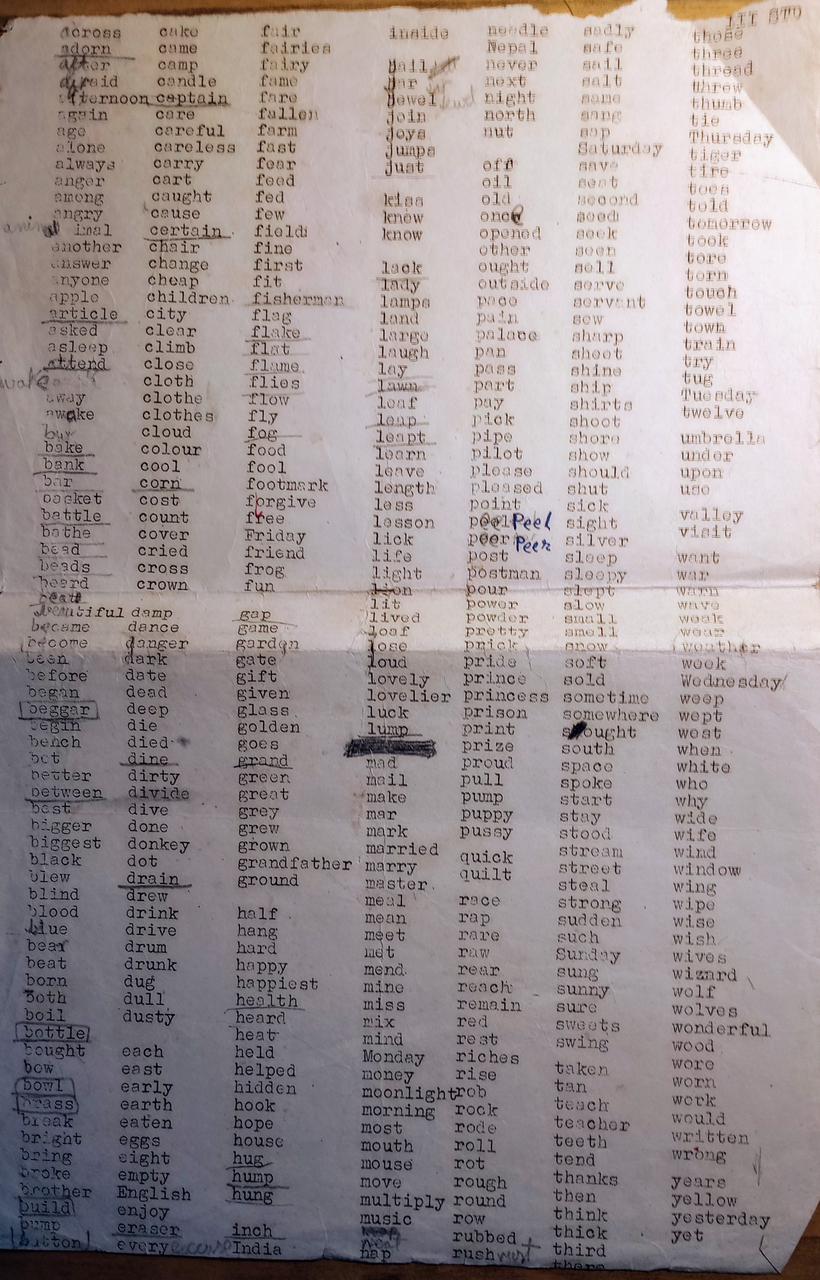 III STD
across
adorn
after
afraid
afternoon
again
age
alone
always
anger
among
angry
animal
another
answer
anyone
apple
article
asked
asleep
attend
away
awake
buy
bake
bank
bar
basket
battle
bathe
bead
beads
beard
beautiful
became
become
been
before
began
beggar
begin
bench
bet
better
between
best
bigger
biggest
black
blew
blind
blood
blue
bear
beat
born
both
boil
bottle
bought
bow
bowl
brass
break
bright
bring
broke
brother
build
bump
button
cake
came
camp
candle
captain
care
careful
careless
carry
cart
caught
cause
certain
chair
change
cheap
children
city
clear
climb
close
cloth
clothe
clothes
cloud
colour
cool
corn
cost
count
cover
cried
cross
crown
damp
dance
danger
dark
date
dead
deep
die
died
dine
dirty
divide
dive
done
donkey
dot
drain
drew
drink
drive
drum
drunk
dug
dull
dusty
each
east
early
earth
eaten
eggs
eight
empty
English
enjoy
eraser
every
fair
fairies
fairy
fame
fare
fallen
farm
fast
fear
feed
fed
few
field
fine
first
fit
fisherman
flag
flake
flat
flame
flies
flow
fly
fog
food
fool
footmark
forgive
free
Friday
friend
frog
fun
gap
game
garden
gate
gift
given
glass
golden
goes
grand
green
great
grey
grew
grown
grandfather
ground
half
hang
hard
happy
happiest
health
heard
heat
held
helped
hidden
hook
hope
house
hug
hump
hung
inch
India
inside
jail
jar
jewel
join
joys
jumps
just
kiss
knew
know
lack
lady
lamps
land
large
laugh
lay
lawn
leaf
leap
leapt
learn
leave
length
less
lesson
lick
life
light
lion
lit
lived
loaf
lose
loud
lovely
lovelier
luck
lump
mad
mail
make
mar
mark
married
marry
master
meal
mean
meet
met
mend
mine
miss
mix
mind
Monday
money
moonlight
morning
most
mouth
mouse
move
multiply
music
nap
needle
Nepal
never
next
night
north
nut
off
oil
old
once
opened
other
ought
outside
pace
pain
palace
pan
pass
part
pay
pick
pipe
pilot
please
pleased
point
Peel
peer Peer
post
postman
pour
power
powder
pretty
prick
pride
prince
princess
prison
print
prize
proud
pull
pump
puppy
pussy
quick
quilt
race
rap
rare
raw
rear
reach
remain
red
rest
riches
rise
rob
rock
rode
roll
rot
rough
round
row
rubbed
rush
sadly
safe
sail
salt
same
sang
sap
Saturday
save
seat
second
seed
seek
seen
sell
serve
servant
sew
sharp
sheet
shine
ship
shirts
shoot
shore
show
should
shut
sick
sight
silver
sleep
sleepy
slept
slow
small
smell
snow
soft
sold
sometime
somewhere
sought
south
space
spoke
start
stay
stood
stream
street
steal
strong
sudden
such
Sunday
sung
sunny
sure
sweets
swing
taken
tan
teach
teacher
teeth
tend
thanks
then
think
thick
third
there
those
three
thread
threw
thumb
tie
Thursday
tiger
tire
toes
told
tomorrow
took
tore
torn
touch
towel
town
train
try
tug
Tuesday
twelve
umbrella
under
upon
use
valley
visit
want
war
warn
wave
weak
wear
weather
week
Wednesday
weep
wept
west
when
white
who
why
wide
wife
wind
window
wing
wipe
wise
wish
wives
wizard
wolf
wolves
wonderful
wood
wore
worn
work
would
written
wrong
years
yellow
yesterday
yet